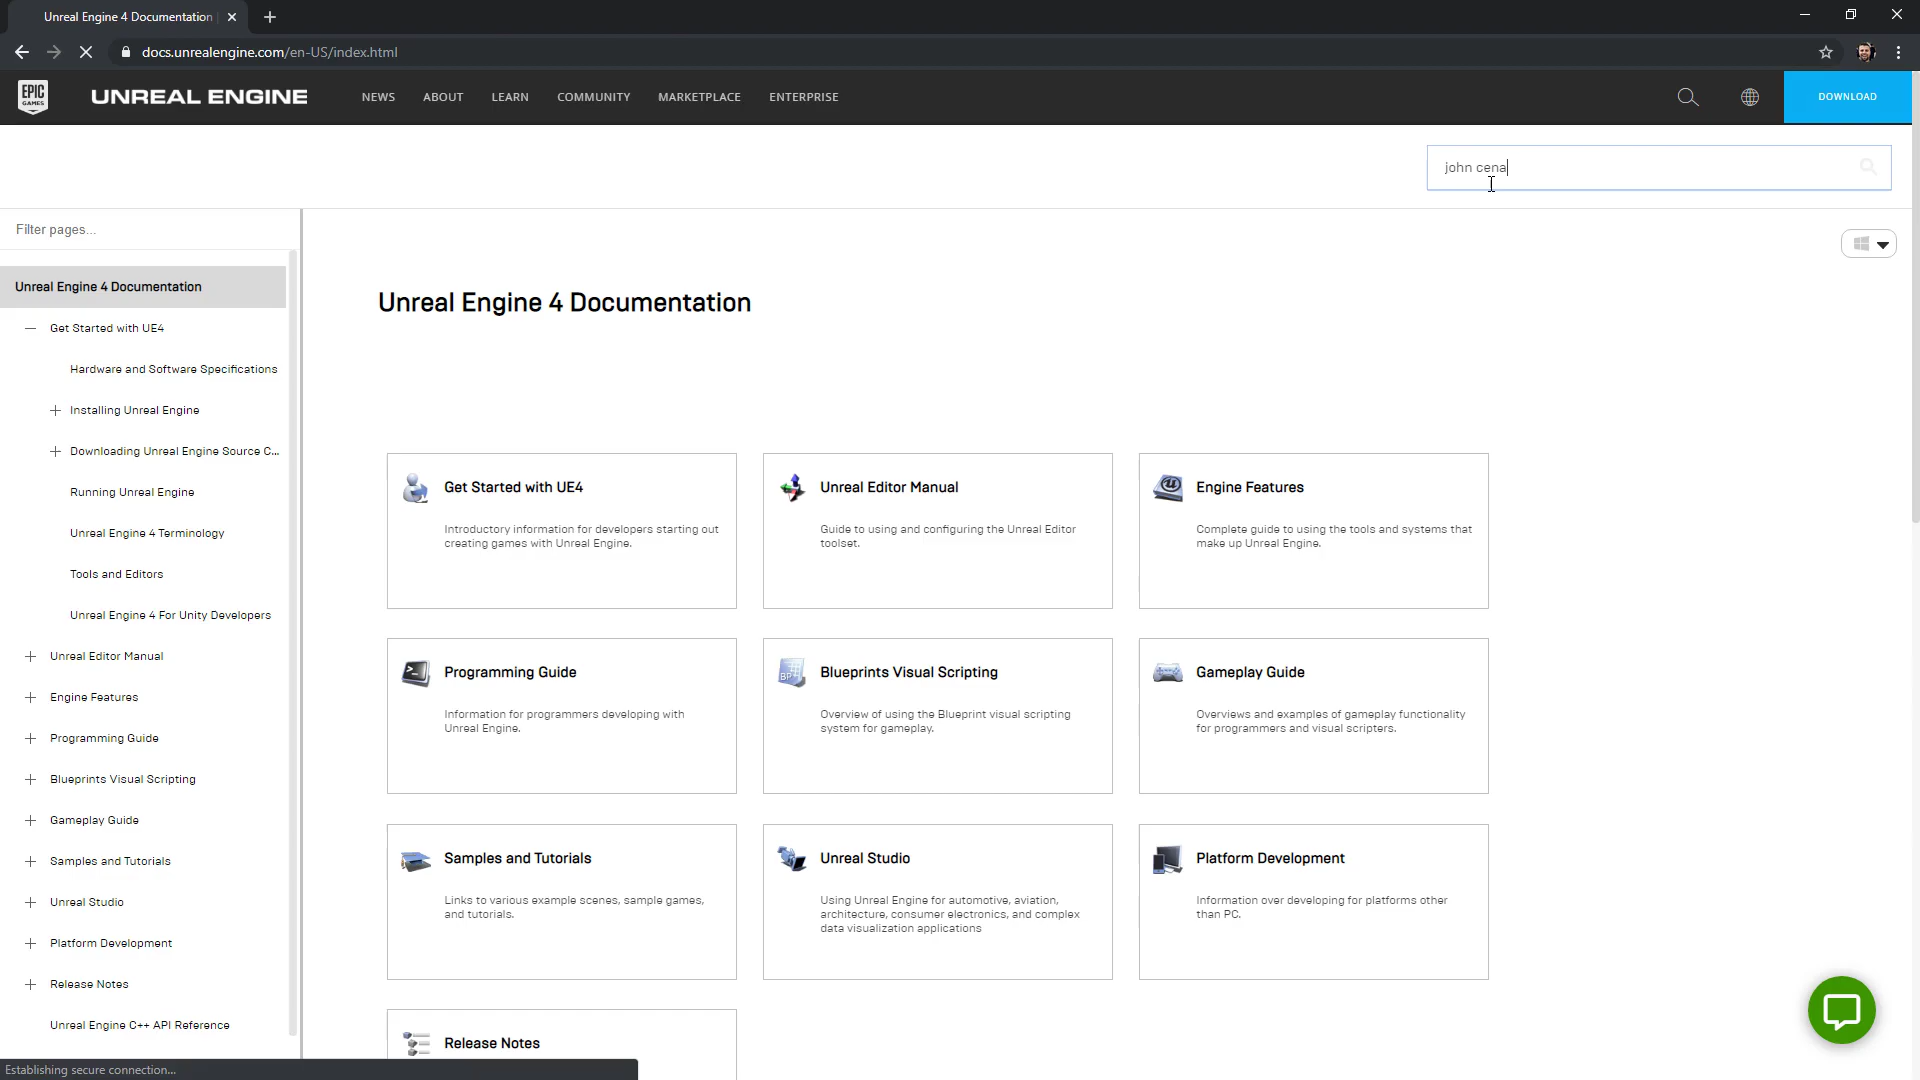 Unreal Engine 4 Documentation
docs.unrealengine.com/en-US/index.html
EPIC
GAMES
UNREAL ENGINE
NEWS
ABOUT
LEARN
COMMUNITY
MARKETPLACE
ENTERPRISE
DOWNLOAD
john cena
Filter pages...
Unreal Engine 4 Documentation
Get Started with UE4
Hardware and Software Specifications
Installing Unreal Engine
Downloading Unreal Engine Source C...
Running Unreal Engine
Unreal Engine 4 Terminology
Tools and Editors
Unreal Engine 4 For Unity Developers
Unreal Editor Manual
Engine Features
Programming Guide
Blueprints Visual Scripting
Gameplay Guide
Samples and Tutorials
Unreal Studio
Platform Development
Release Notes
Unreal Engine C++ API Reference
Unreal Engine 4 Documentation
Get Started with UE4
Introductory information for developers starting out
creating games with Unreal Engine.
Unreal Editor Manual
Guide to using and configuring the Unreal Editor
toolset.
Engine Features
Complete guide to using the tools and systems that
make up Unreal Engine.
Programming Guide
Information for programmers developing with
Unreal Engine.
BP
Blueprints Visual Scripting
Overview of using the Blueprint visual scripting
system for gameplay.
Gameplay Guide
Overviews and examples of gameplay functionality
for programmers and visual scripters.
Samples and Tutorials
Links to various example scenes, sample games,
and tutorials.
Unreal Studio
Using Unreal Engine for automotive, aviation,
architecture, consumer electronics, and complex
data visualization applications
Platform Development
Information over developing for platforms other
than PC.
Release Notes
Establishing secure connection...